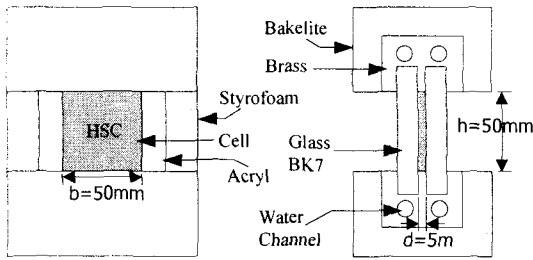 HSC
b=50mm
Styrofoam
Cell
Acryl
Bakelite
Brass
Glass
BK7
Water
Channel
h=50mm
d=5m